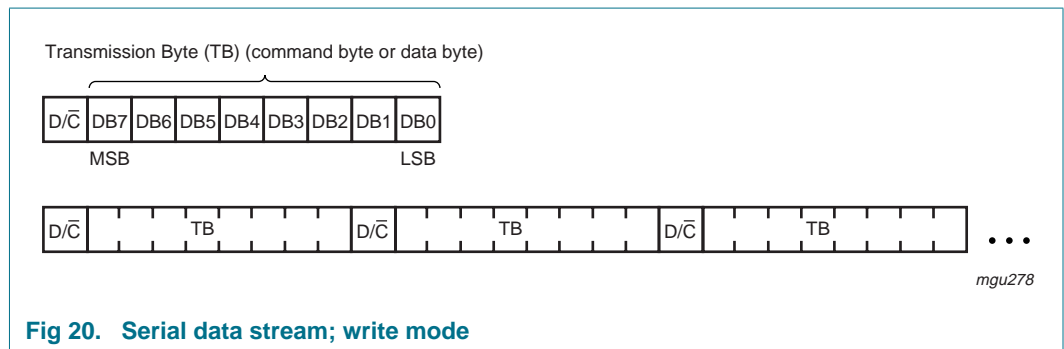 Transmission Byte (TB) (command byte or data byte)
D/C̅ DB7 DB6 DB5 DB4 DB3 DB2 DB1 DB0
MSB LSB
D/C̅ TB D/C̅ TB D/C̅ TB
mgu278
Fig 20. Serial data stream; write mode